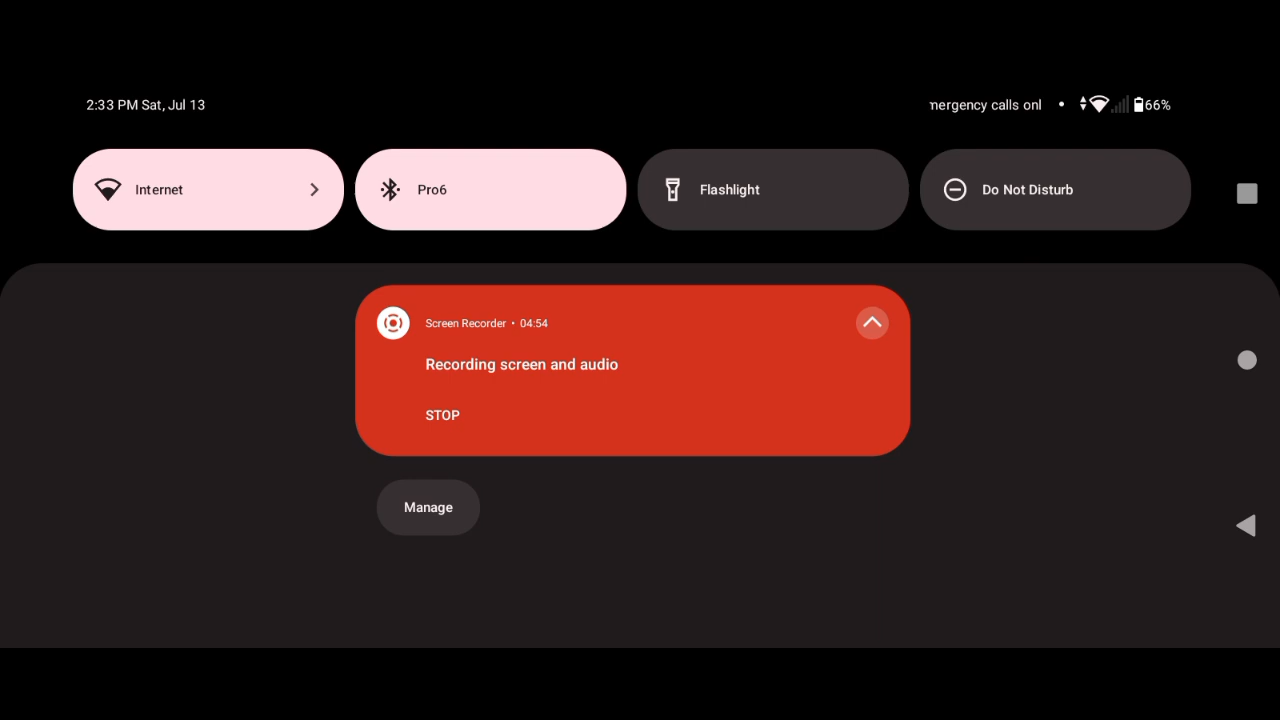 2:33 PM Sat, Jul 13
mergency calls onl • 66%
Internet
Pro6
Flashlight
Do Not Disturb
Screen Recorder • 04:54
Recording screen and audio
STOP
Manage